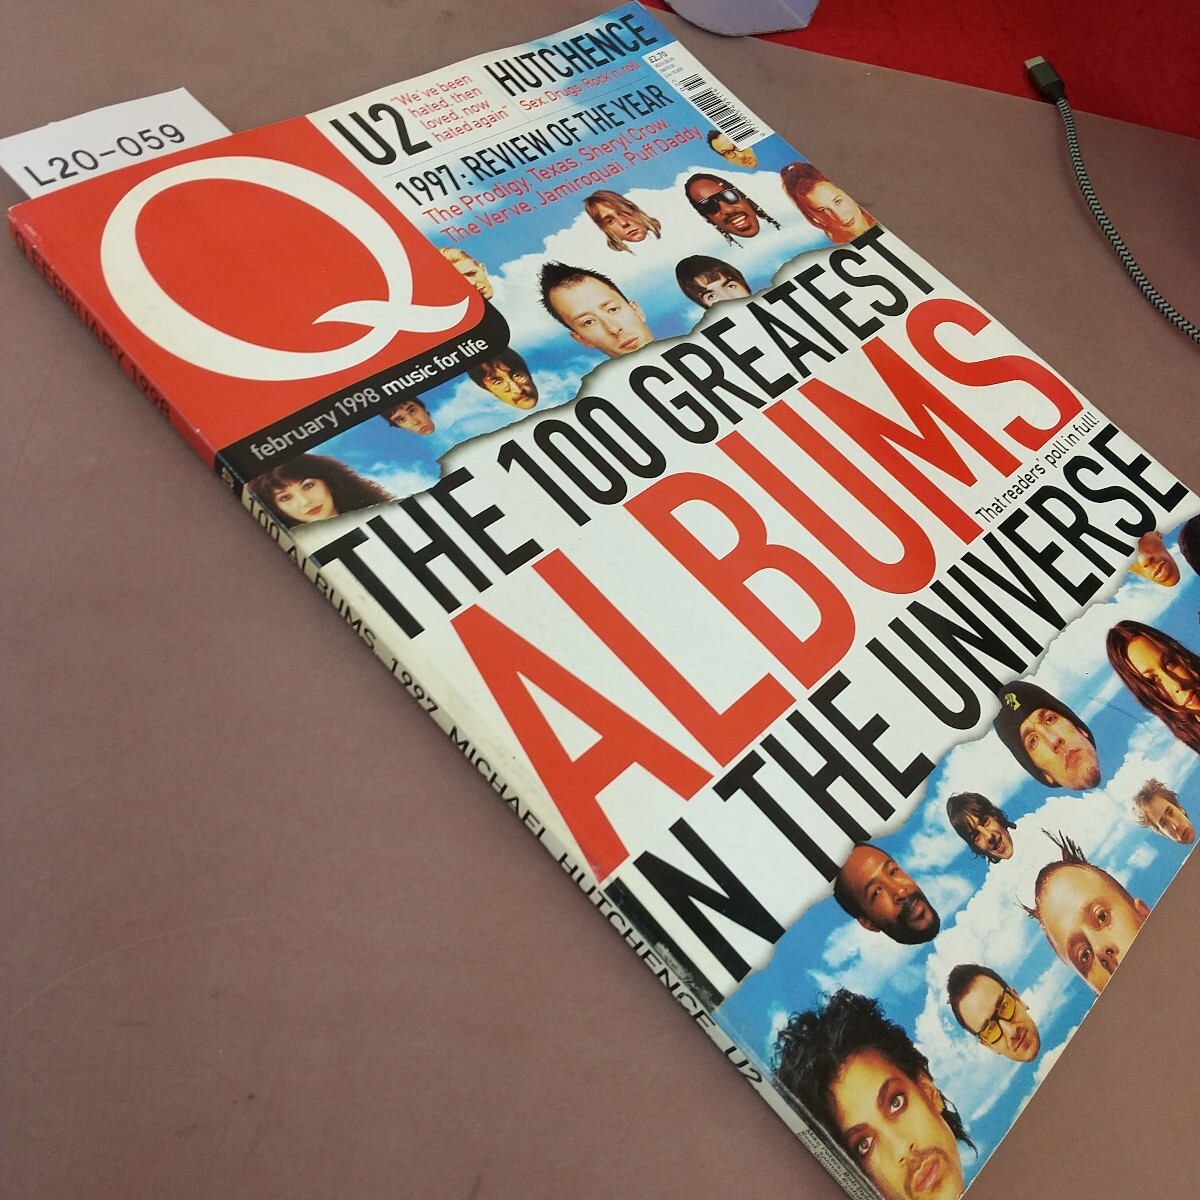 L20-059
U2
"We've been
hated, then
loved, now
hated again"
HUTCHENCE
Sex, Drugs, Rock 'n' roll
£2.70
1997: REVIEW OF THE YEAR
The Prodigy, Texas, Sheryl Crow,
The Verve, Jamiroquai, Puff Daddy
Q
february 1998 music for life
THE 100 GREATEST
ALBUMS
That readers' poll in full!
IN THE UNIVERSE
Q FEBRUARY 1998
100 ALBUMS 1997 MICHAEL HUTCHENCE U2